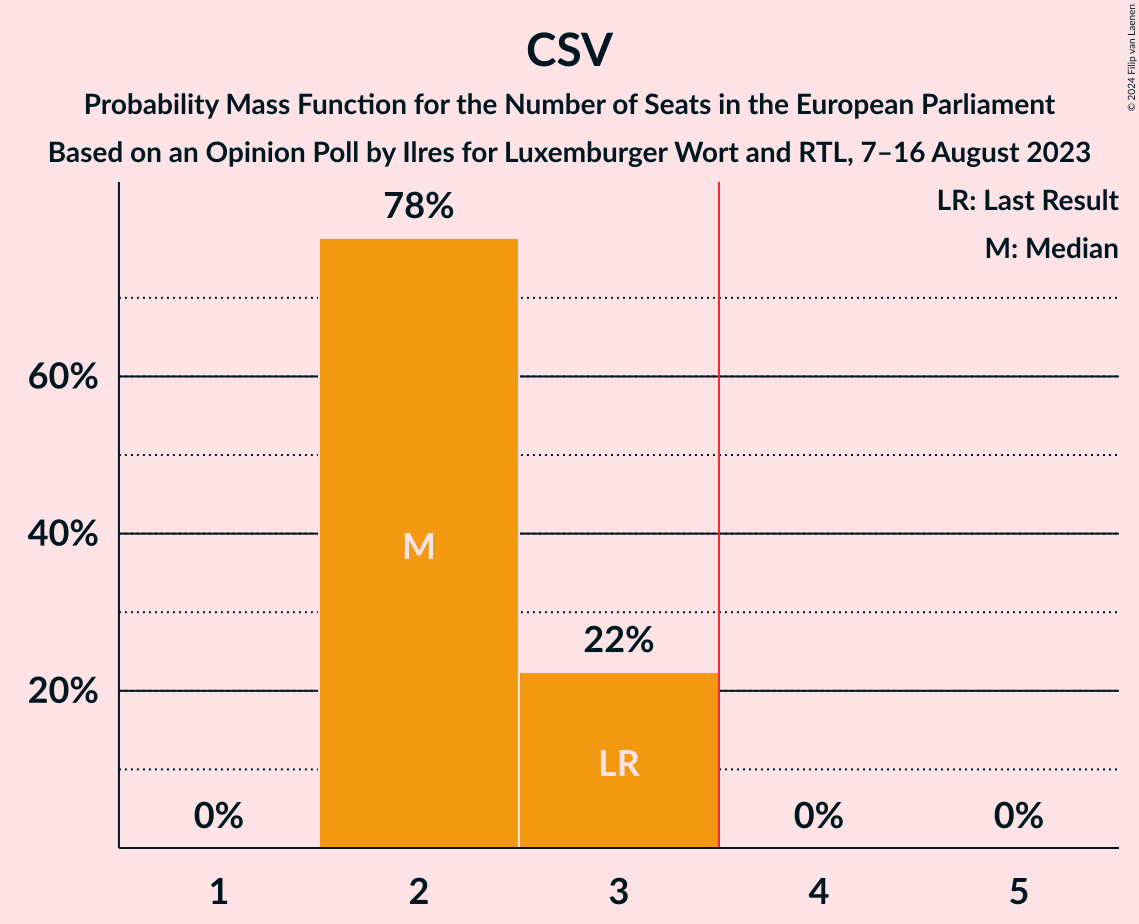 CSV
Probability Mass Function for the Number of Seats in the European Parliament
Based on an Opinion Poll by Ilres for Luxemburger Wort and RTL, 7–16 August 2023
© 2024 Filip van Laenen
LR: Last Result
M: Median
78%
60%
40%
M
22%
20%
LR
0%
0%
0%
1
2
3
4
5